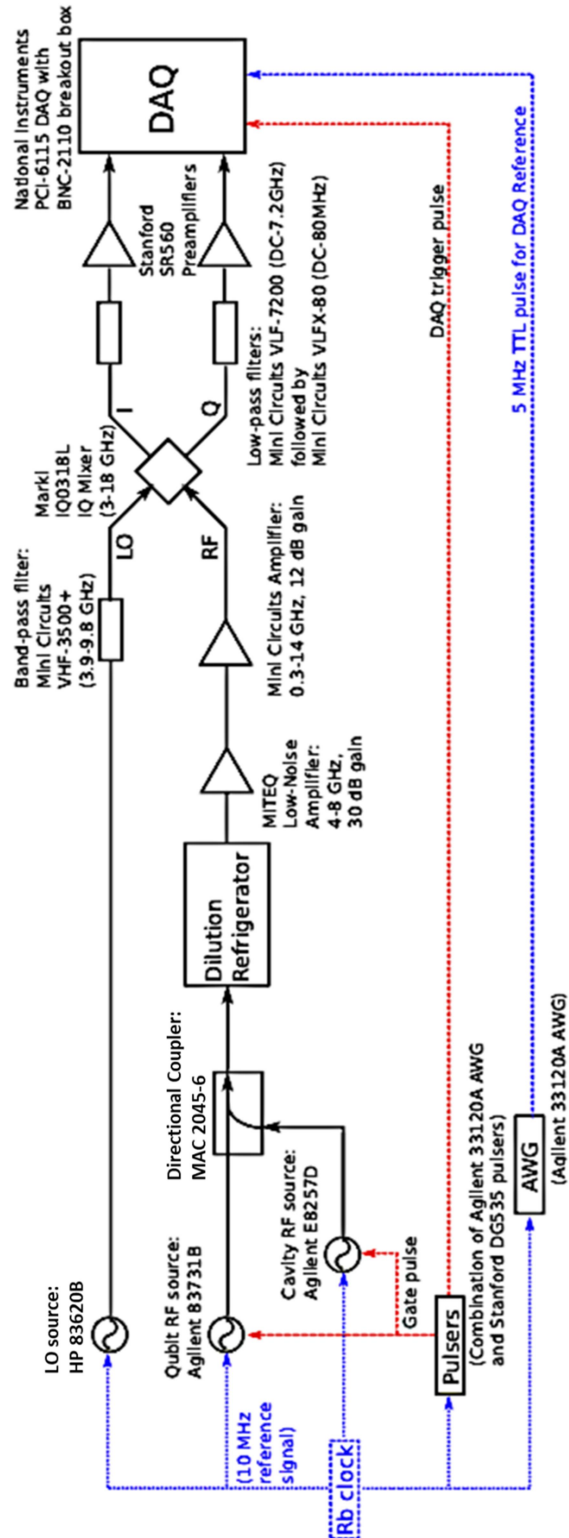 LO source:
HP 83620B
Band-pass filter:
Mini Circuits
VHF-3500+
(3.9-9.8 GHz)
LO
Marki
IQ0318L
IQ Mixer
(3-18 GHz)
I
Q
RF
Stanford
SR560
Preamplifiers
National Instruments
PCI-6115 DAQ with
BNC-2110 breakout box
DAQ
Low-pass filters:
Mini Circuits VLF-7200 (DC-7.2GHz)
followed by
Mini Circuits VLFX-80 (DC-80MHz)
Qubit RF source:
Agilent 83731B
Directional Coupler:
MAC 2045-6
Dilution
Refrigerator
MITEQ
Low-Noise
Amplifier:
4-8 GHz,
30 dB gain
Mini Circuits Amplifier:
0.3-14 GHz, 12 dB gain
(10 MHz
reference
signal)
Cavity RF source:
Agilent E8257D
Rb clock
Gate pulse
DAQ trigger pulse
Pulsers
(Combination of Agilent 33120A AWG
and Stanford DG535 pulsers)
5 MHz TTL pulse for DAQ Reference
AWG
(Agilent 33120A AWG)